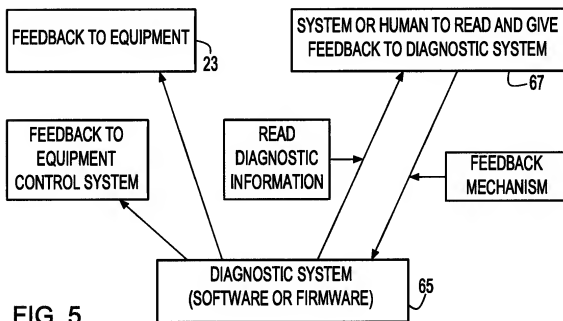 FEEDBACK TO EQUIPMENT
23
SYSTEM OR HUMAN TO READ AND GIVE
FEEDBACK TO DIAGNOSTIC SYSTEM
67
FEEDBACK TO
EQUIPMENT
CONTROL SYSTEM
READ
DIAGNOSTIC
INFORMATION
FEEDBACK
MECHANISM
DIAGNOSTIC SYSTEM
(SOFTWARE OR FIRMWARE)
65
FIG. 5